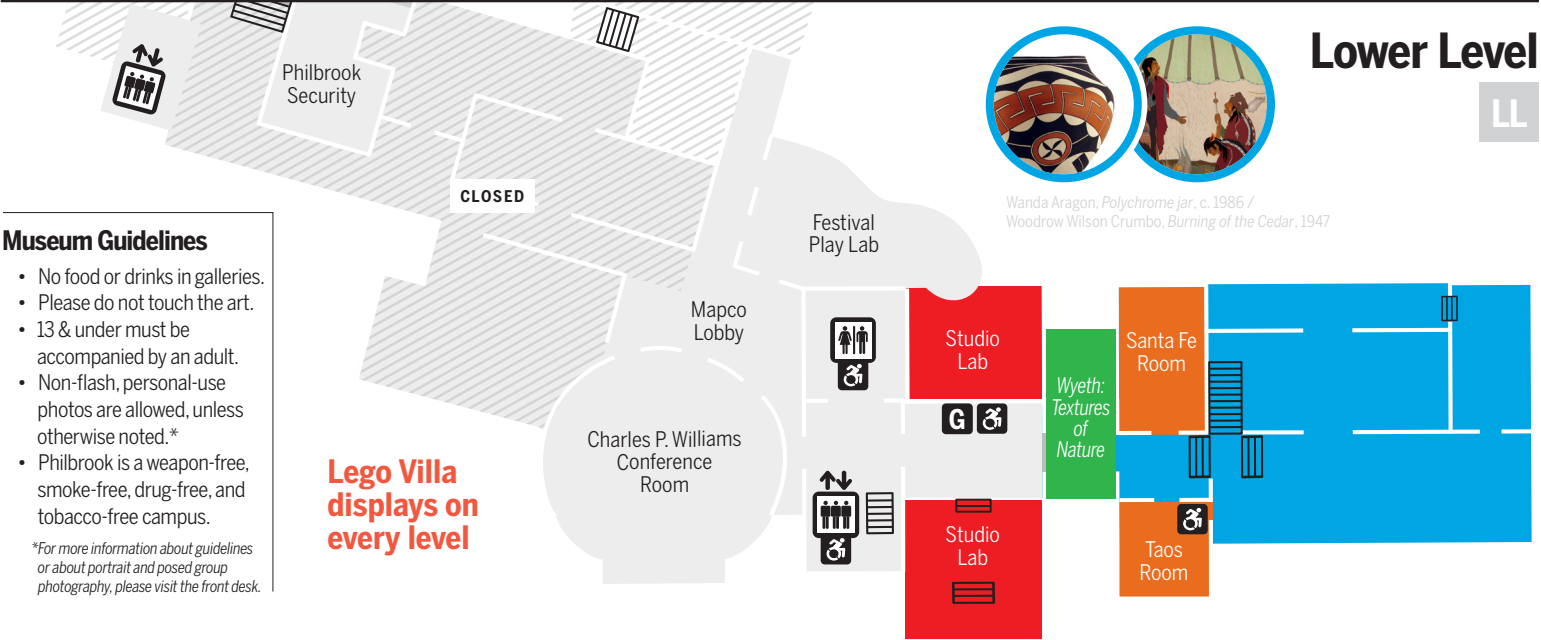 Lower Level
LL
Philbrook
Security
CLOSED
Wanda Aragon, Polychrome jar, c. 1986 /
Woodrow Wilson Crumbo, Burning of the Cedar, 1947
Museum Guidelines
• No food or drinks in galleries.
• Please do not touch the art.
• 13 & under must be
accompanied by an adult.
• Non-flash, personal-use
photos are allowed, unless
otherwise noted.*
• Philbrook is a weapon-free,
smoke-free, drug-free, and
tobacco-free campus.
*For more information about guidelines
or about portrait and posed group
photography, please visit the front desk.
Lego Villa
displays on
every level
Festival
Play Lab
Mapco
Lobby
Charles P. Williams
Conference
Room
Studio
Lab
G
Studio
Lab
Wyeth:
Textures
of
Nature
Santa Fe
Room
Taos
Room